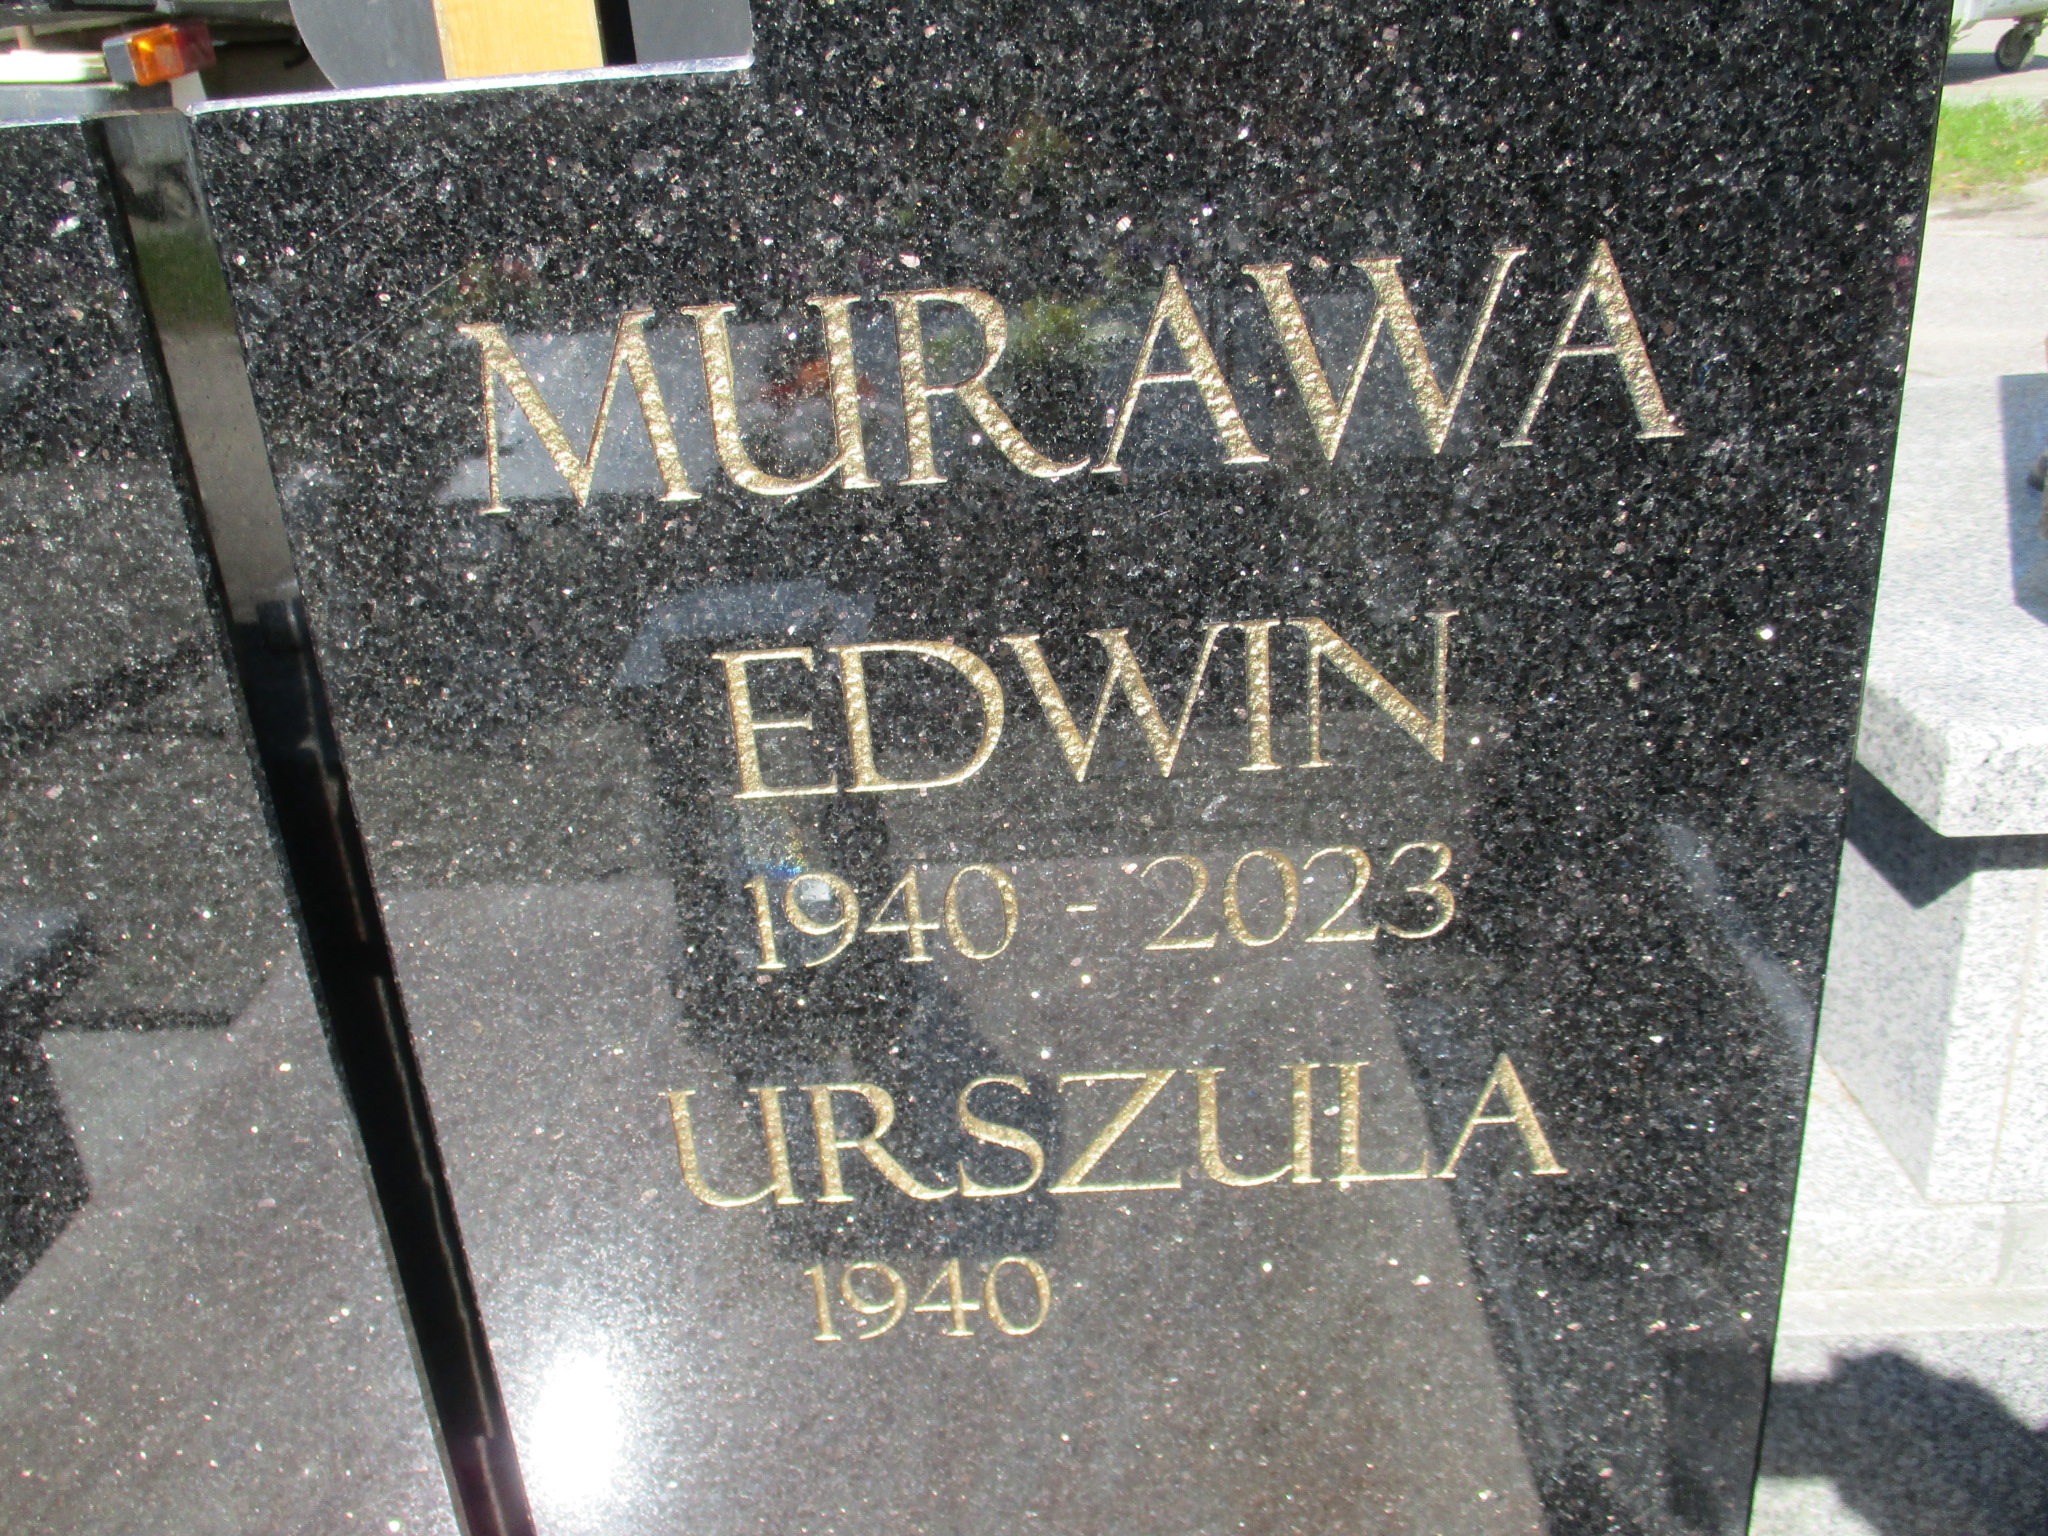 MURAWA
EDWIN
1940 - 2023
URSZULA
1940